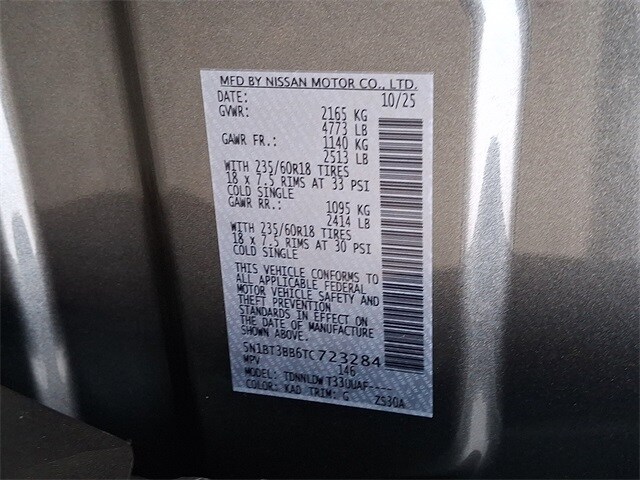 MFD BY NISSAN MOTOR CO., LTD.
DATE: 10/25
GVWR: 2165 KG
4773 LB
GAWR FR.: 1140 KG
2513 LB
WITH 235/60R18 TIRES
18 x 7.5 RIMS AT 33 PSI
COLD SINGLE
GAWR RR.: 1095 KG
2414 LB
WITH 235/60R18 TIRES
18 x 7.5 RIMS AT 30 PSI
COLD SINGLE
THIS VEHICLE CONFORMS TO
ALL APPLICABLE FEDERAL
MOTOR VEHICLE SAFETY AND
THEFT PREVENTION
STANDARDS IN EFFECT ON
THE DATE OF MANUFACTURE
SHOWN ABOVE.
5N1BT3BB6TC723284
MPV 146
MODEL: TDNNLDW T330UAF----
COLOR: KAD TRIM: G ZS30A